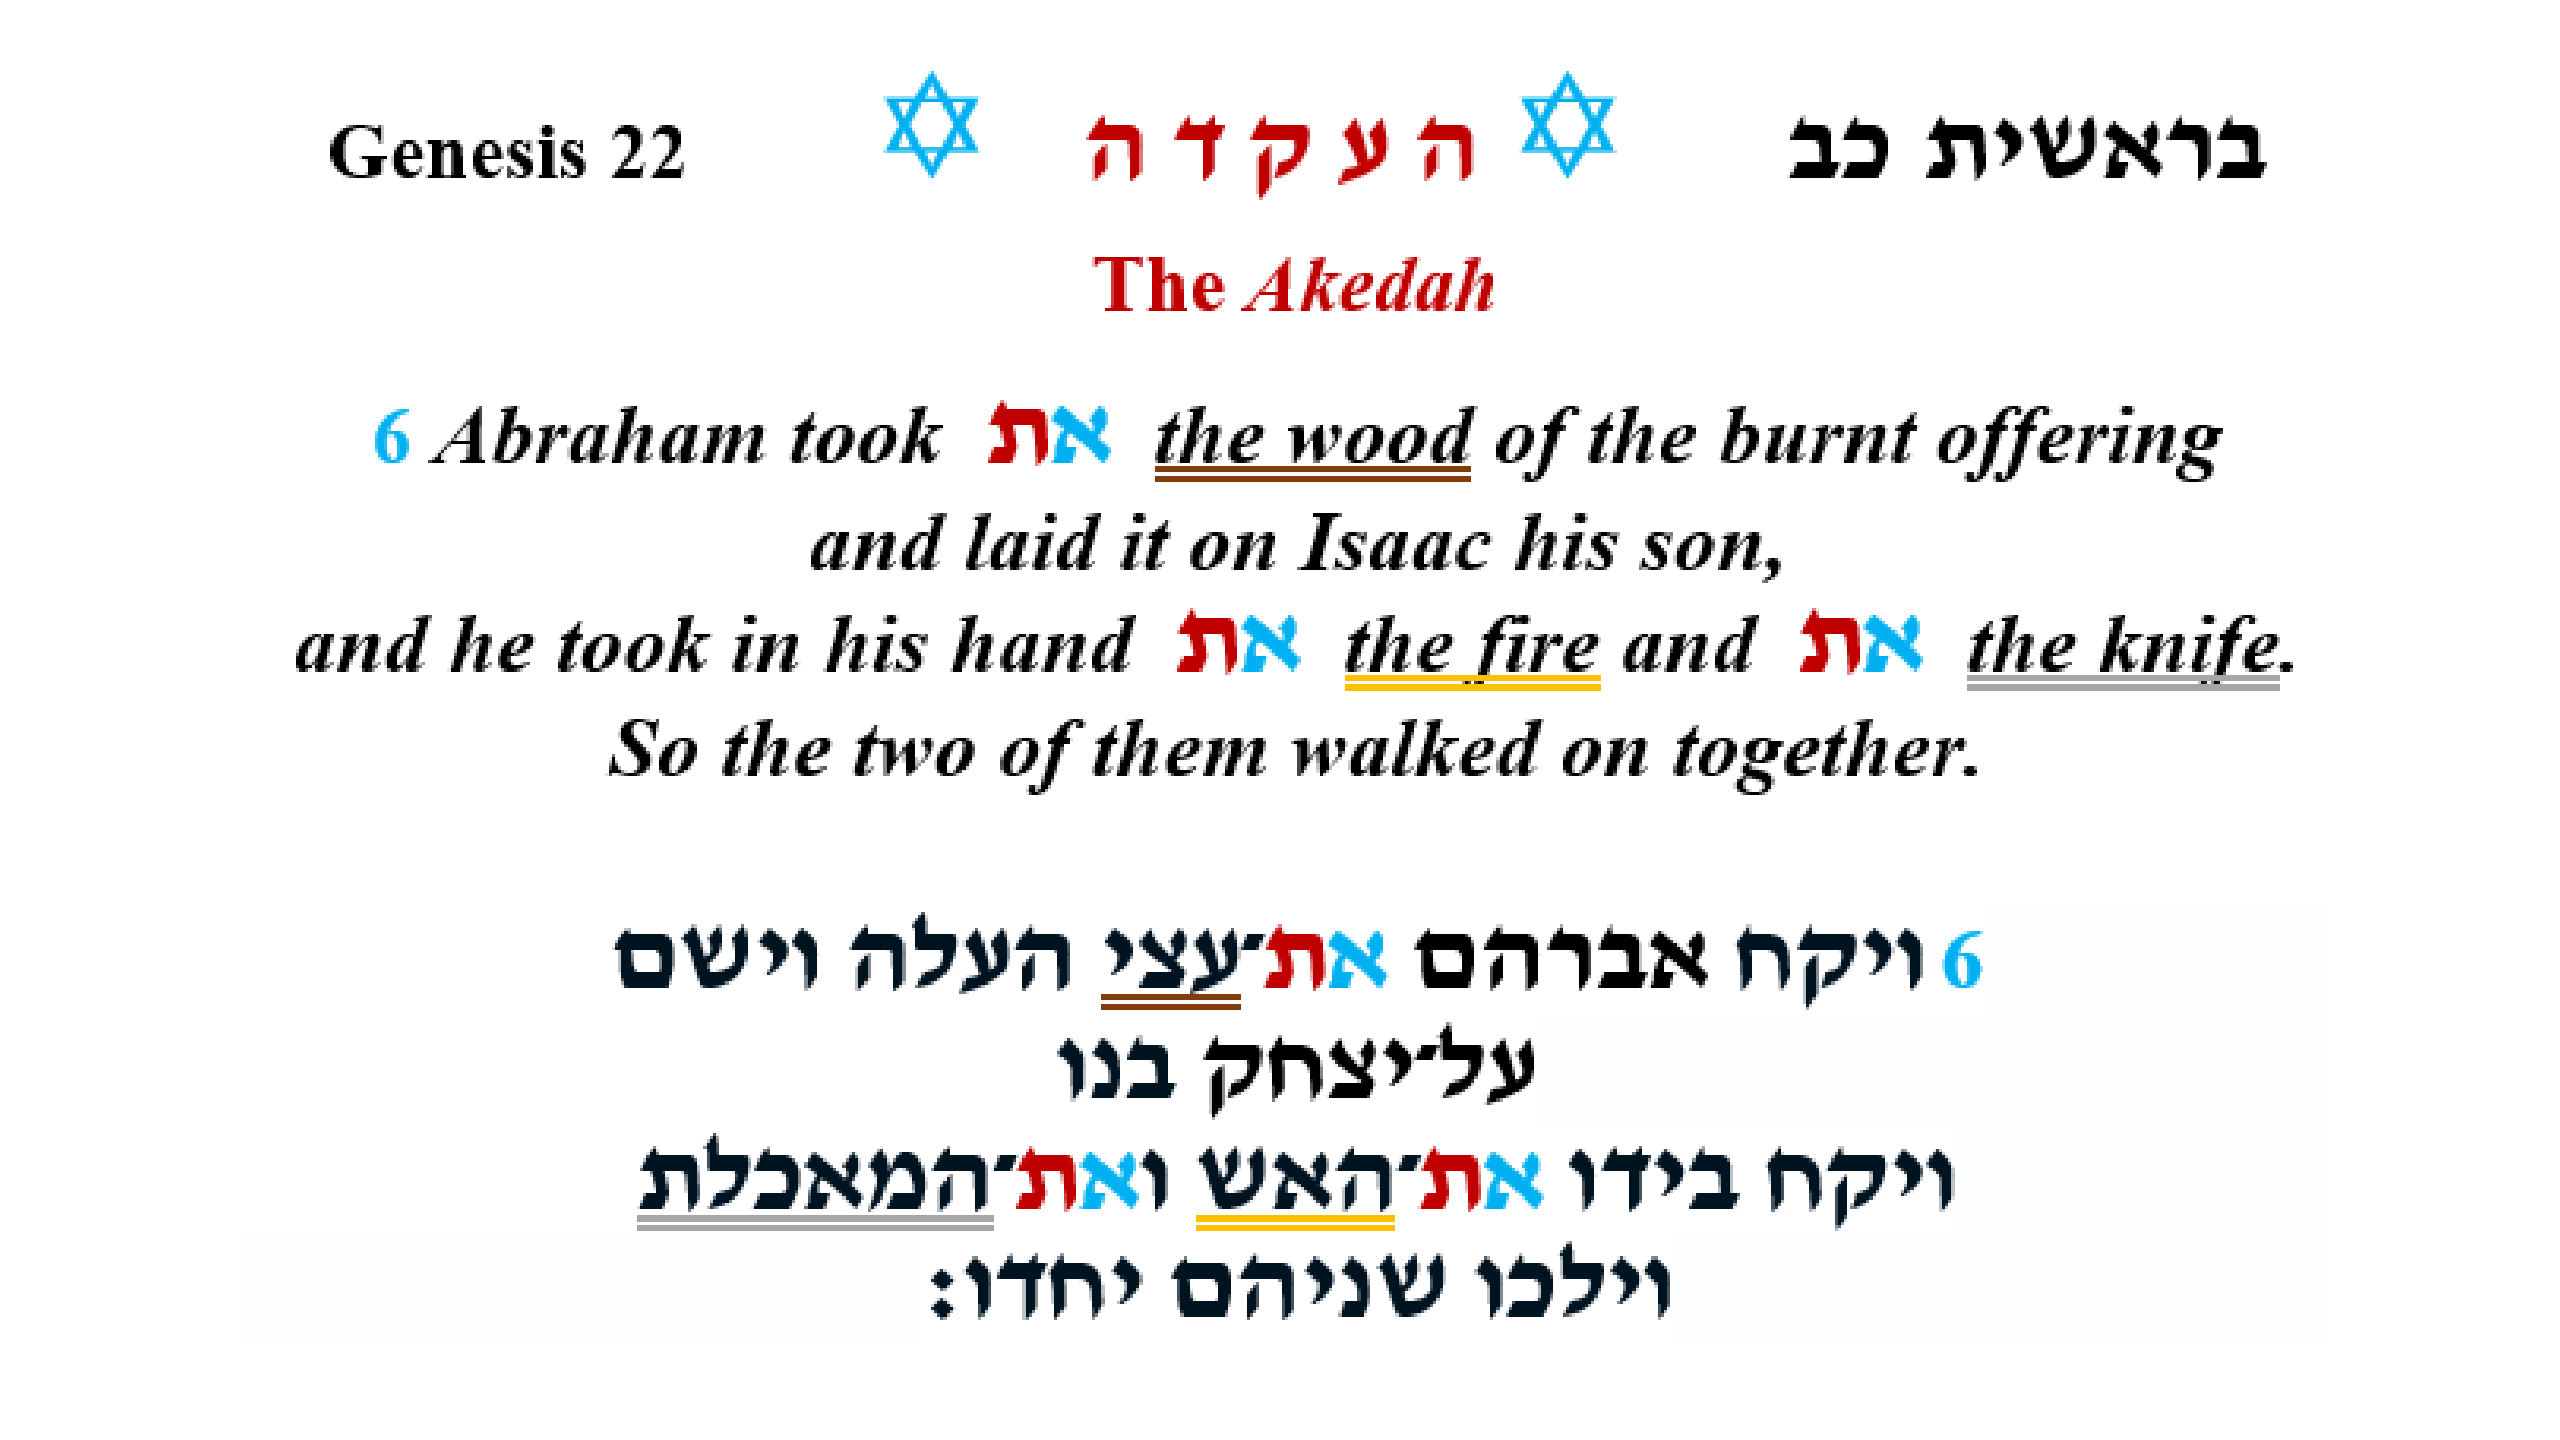 Genesis 22 ✡ ה ע ק ד ה ✡ בראשית כב
The Akedah
6 Abraham took את the wood of the burnt offering
and laid it on Isaac his son,
and he took in his hand את the fire and את the knife.
So the two of them walked on together.
6 ויקח אברהם את־עצי העלה וישם
על־יצחק בנו
ויקח בידו את־האש ואת־המאכלת
וילכו שניהם יחדו: